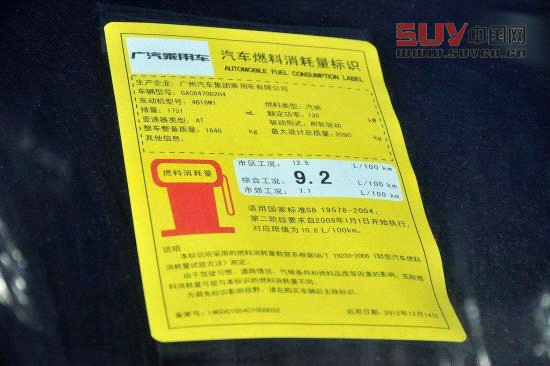 SUV中国网
www.suvcn.cn
广汽乘用车
汽车燃料消耗量标识
AUTOMOBILE FUEL CONSUMPTION LABEL
生产企业: 广州汽车集团乘用车有限公司
车辆型号: GAC6470D2H4
发动机型号: 4B18M1 燃料类型: 汽油
排量: 1751 mL 额定功率: 130 kW
变速器类型: AT 驱动形式: 前轮驱动
整车整备质量: 1640 kg 最大设计总质量: 2090 kg
其他信息:
燃料消耗量
市区工况: 12.5 L/100 km
综合工况: 9.2 L/100 km
市郊工况: 7.1 L/100 km
适用国家标准GB 19578-2004,
第二阶段要求自2008年1月1日开始执行,
对应限值为10.8 L/100km.
说明
本标识所采用的燃料消耗量数据系根据GB/T 19233-2008《轻型汽车燃料
消耗量试验方法》测定。
由于驾驶习惯、道路情况、气候条件和燃料品质等因素的影响，实际燃
料消耗量可能与本标识的燃料消耗量不同。
为避免标识影响视野，请在购买车辆后去除标识。
备案号: 启用日期: 2012年12月14日